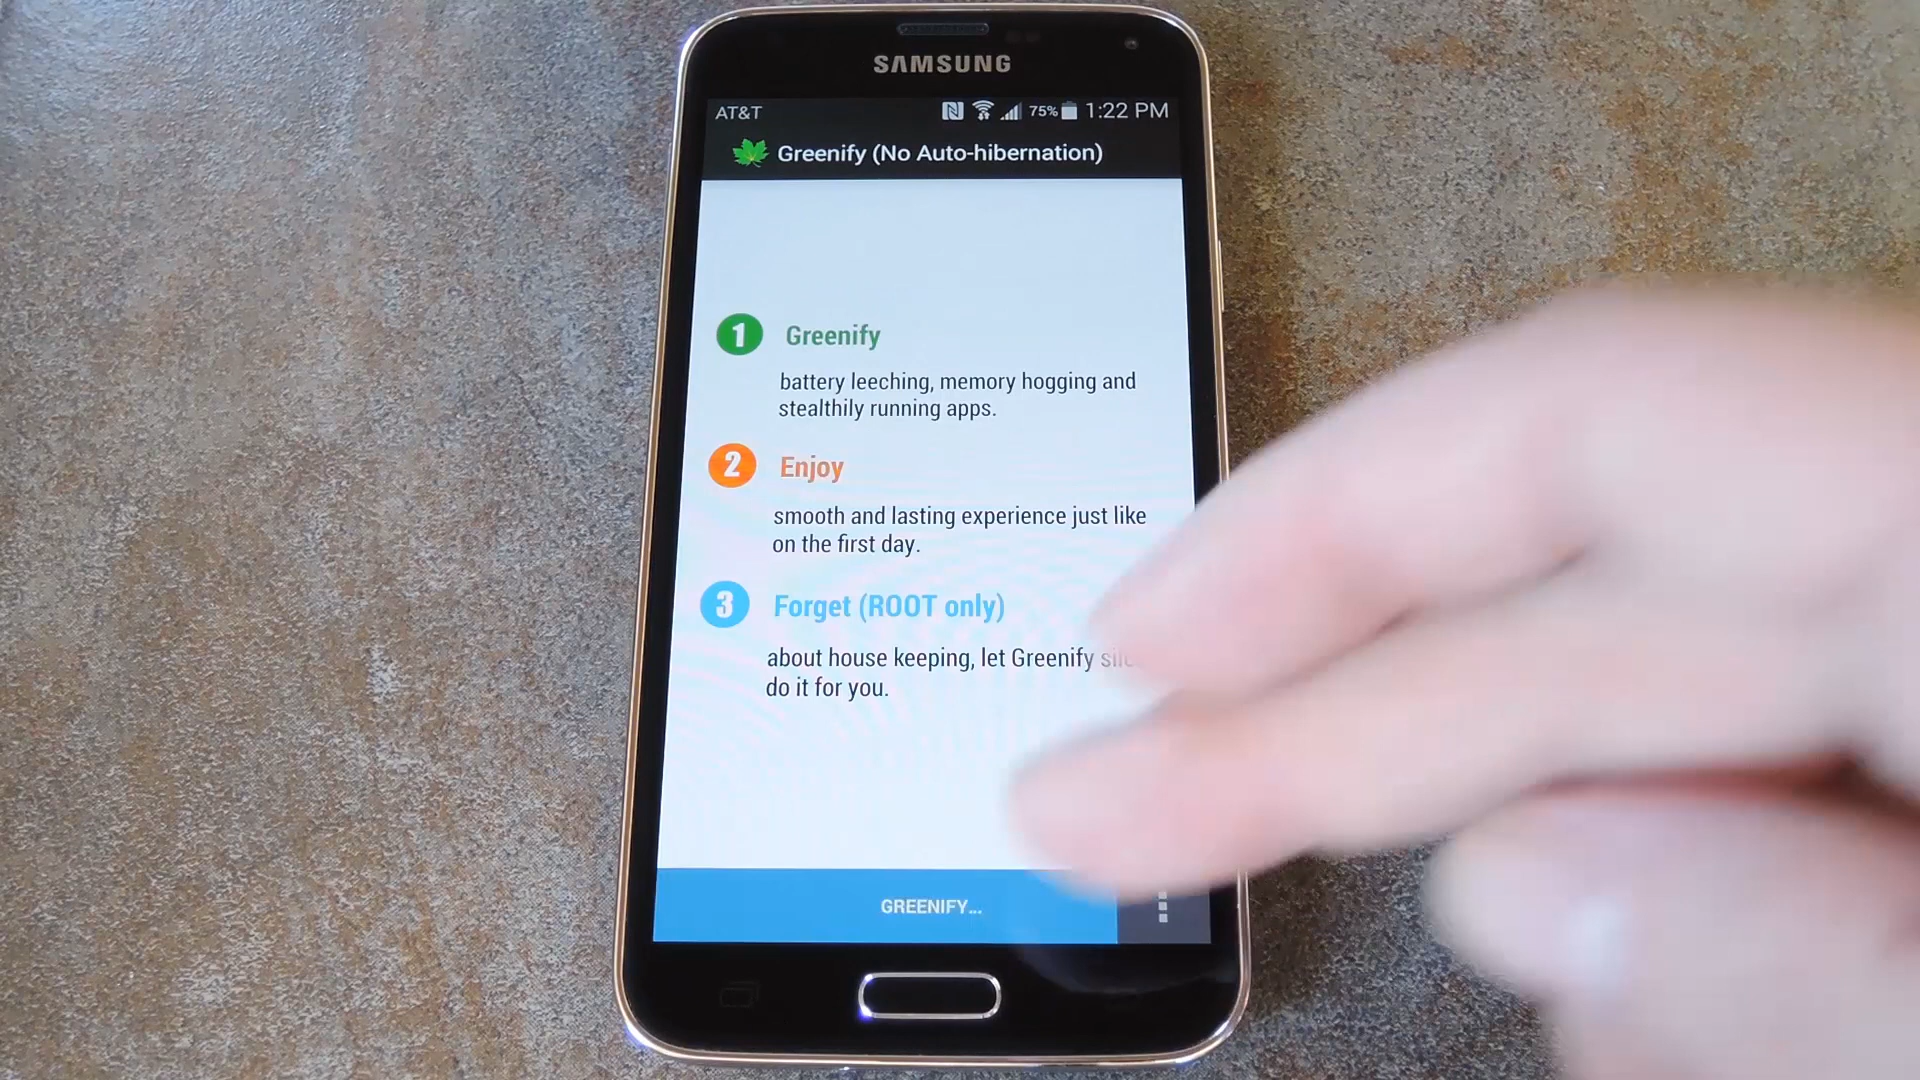 SAMSUNG
AT&T 75% 1:22 PM
Greenify (No Auto-hibernation)
1 Greenify
battery leeching, memory hogging and
stealthily running apps.
2 Enjoy
smooth and lasting experience just like
on the first day.
3 Forget (ROOT only)
about house keeping, let Greenify
do it for you.
GREENIFY...